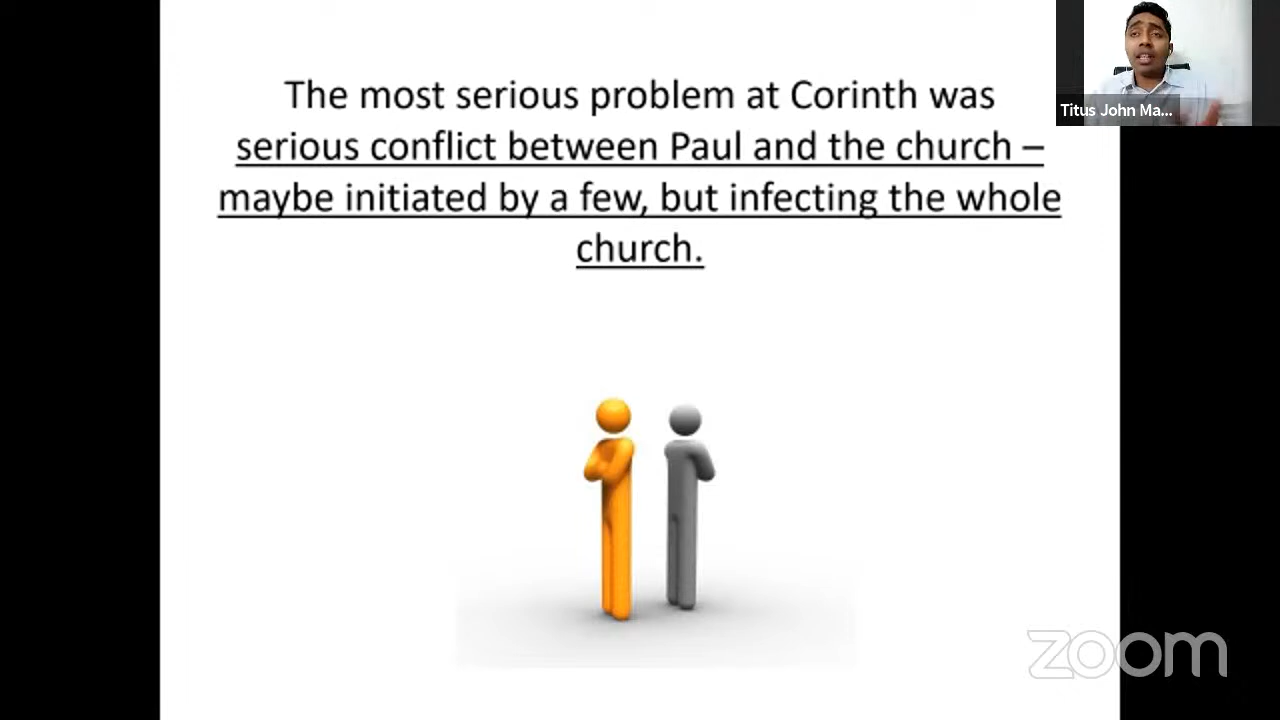 The most serious problem at Corinth was
serious conflict between Paul and the church –
maybe initiated by a few, but infecting the whole
church.
Titus John Ma...
zoom